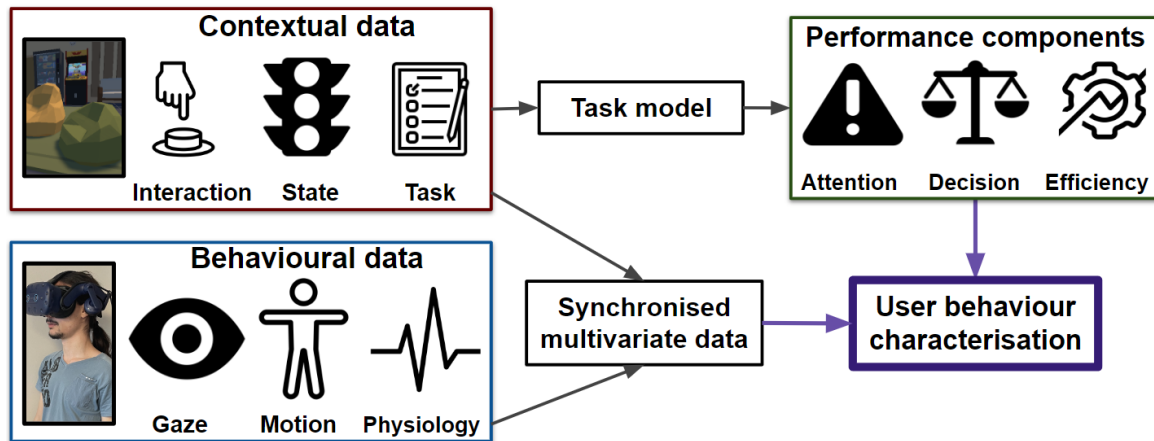 Contextual data
Interaction State Task
Task model
Performance components
Attention Decision Efficiency
Behavioural data
Gaze Motion Physiology
Synchronised
multivariate data
User behaviour
characterisation